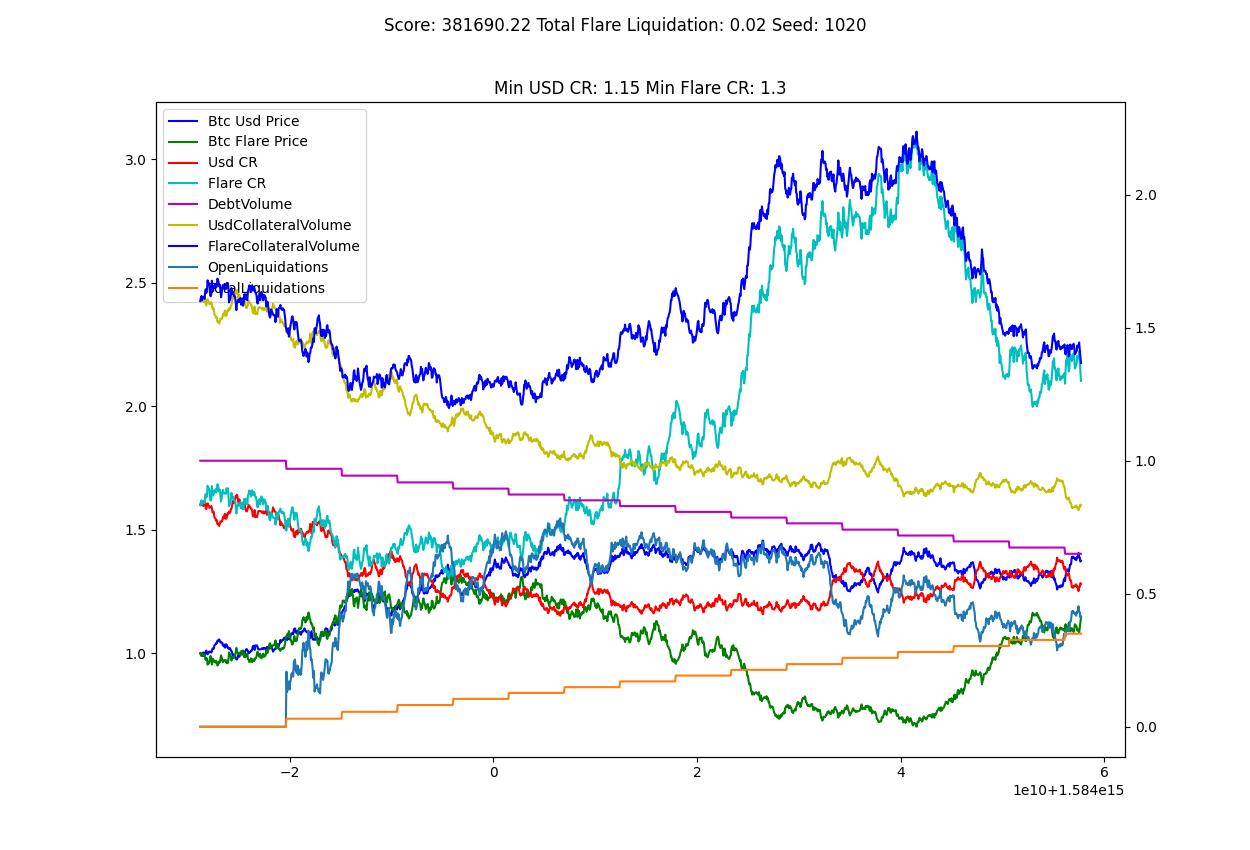 Score: 381690.22 Total Flare Liquidation: 0.02 Seed: 1020
Min USD CR: 1.15 Min Flare CR: 1.3
Btc Usd Price
Btc Flare Price
Usd CR
Flare CR
DebtVolume
UsdCollateralVolume
FlareCollateralVolume
OpenLiquidations
TotalLiquidations
3.0
2.5
2.0
1.5
1.0
2.0
1.5
1.0
0.5
0.0
−2 0 2 4 6
1e10+1.584e15